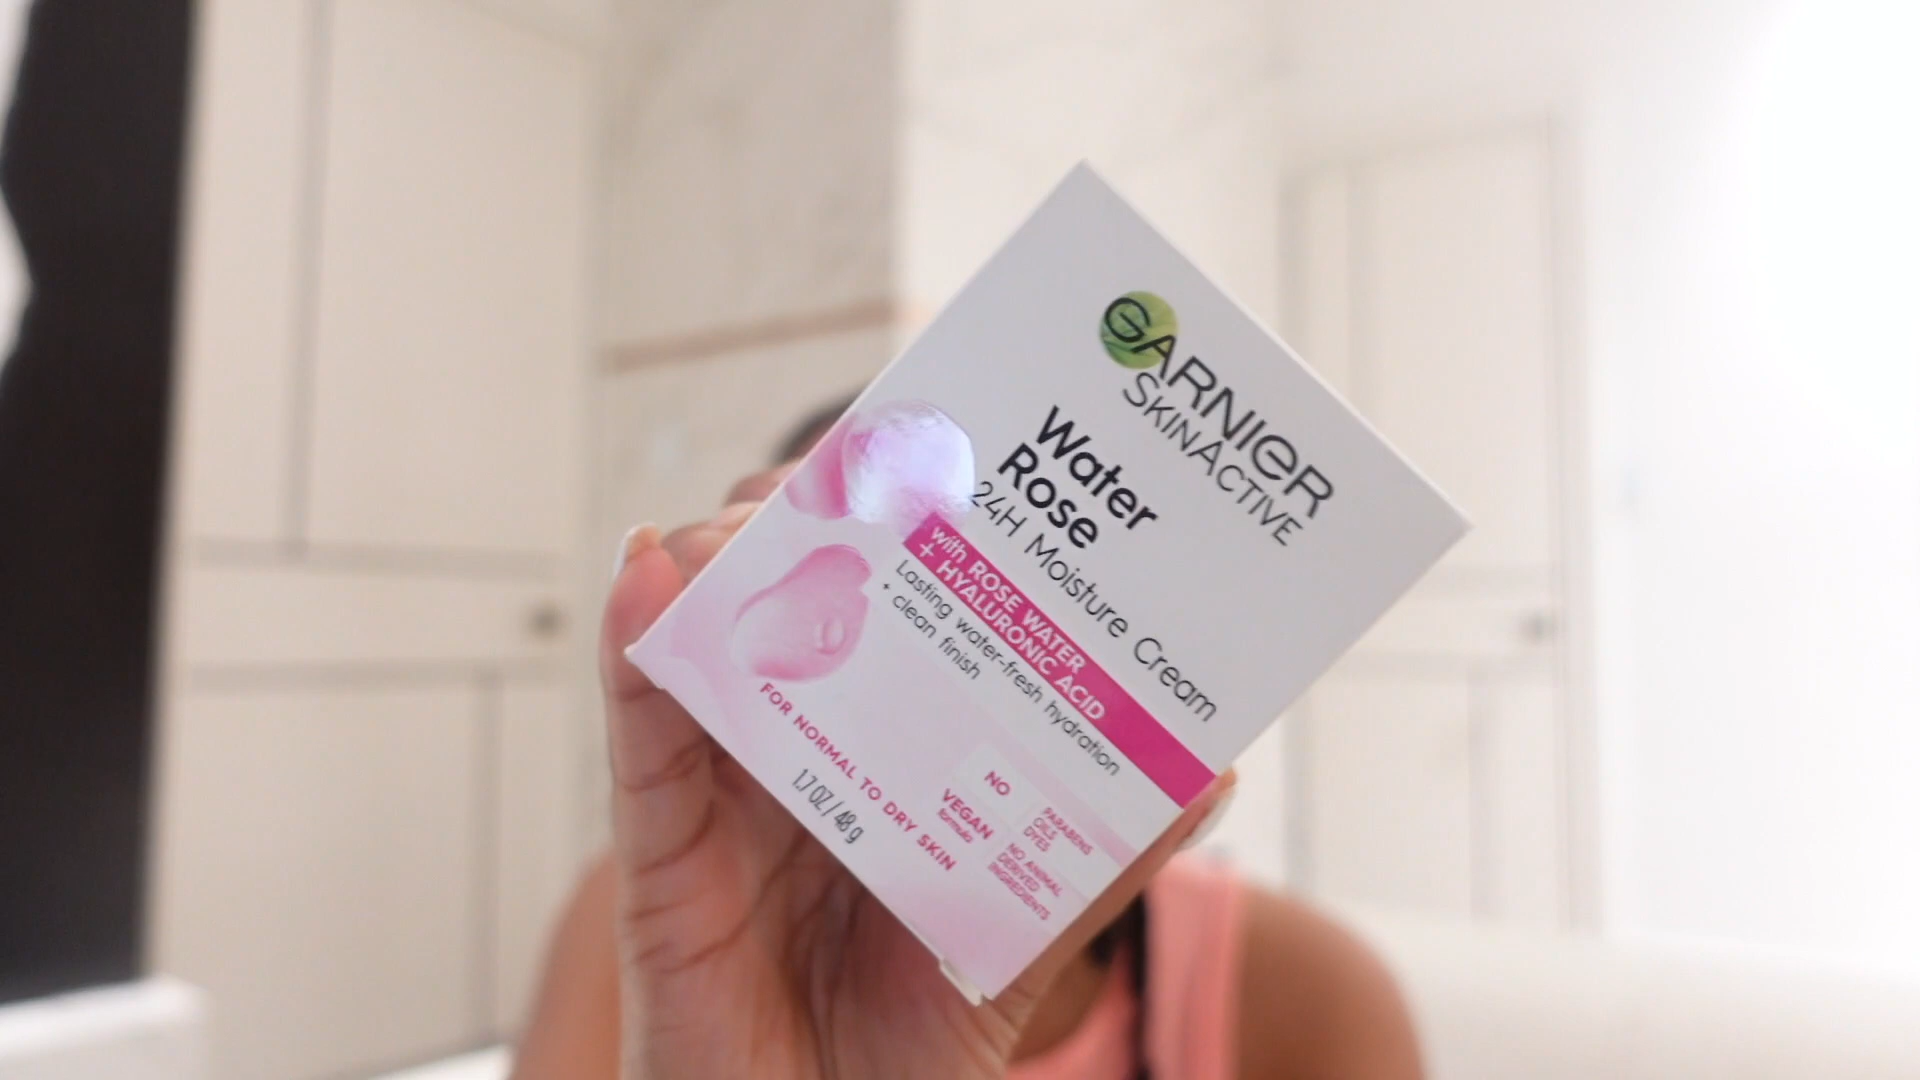 GARNIER
SKINACTIVE
Water
Rose
24H Moisture Cream
with ROSE WATER
+ HYALURONIC ACID
Lasting water-fresh hydration
+ clean finish
NO
PARABENS
OILS
DYES
VEGAN
formula
NO ANIMAL
DERIVED
INGREDIENTS
FOR NORMAL TO DRY SKIN
1.7 OZ / 48 g